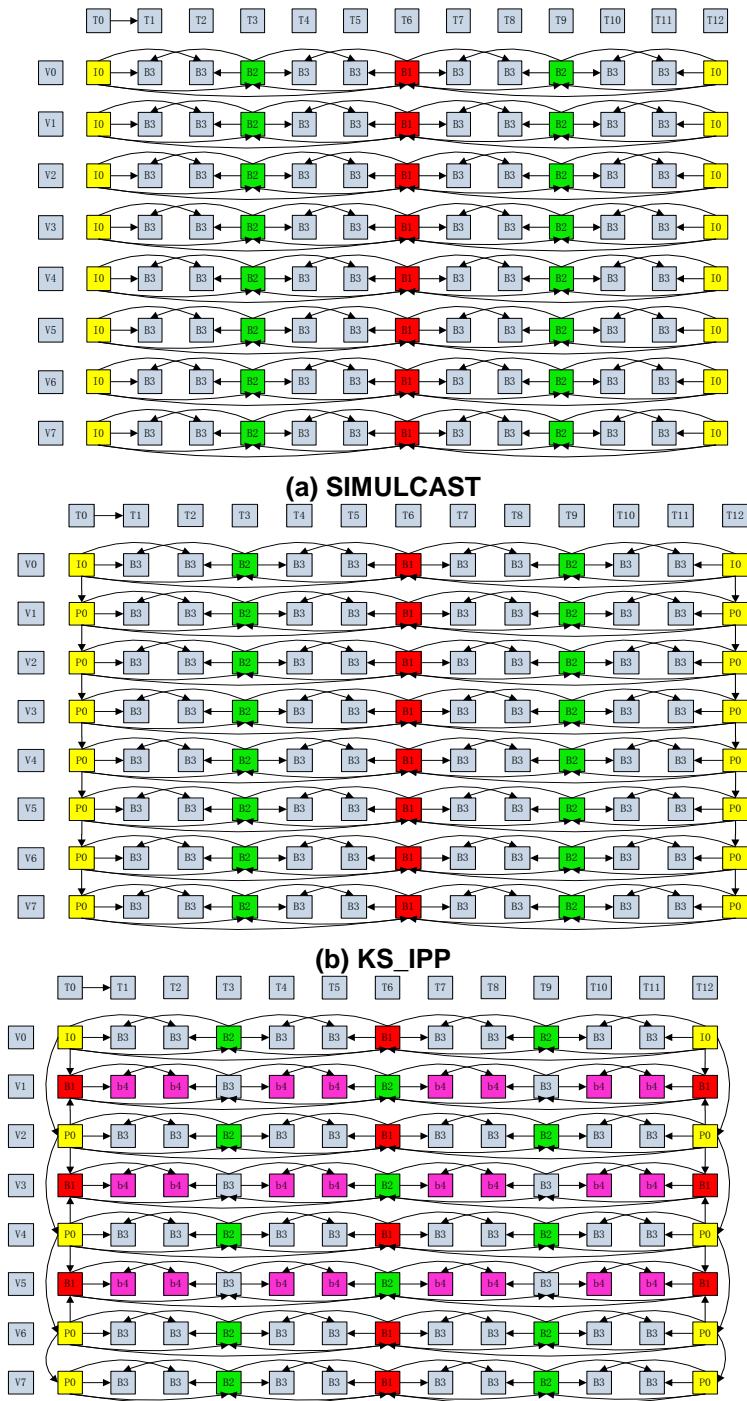 T0 T1 T2 T3 T4 T5 T6 T7 T8 T9 T10 T11 T12
V0 I0 B3 B3 B2 B3 B3 B1 B3 B3 B2 B3 B3 I0
V1 I0 B3 B3 B2 B3 B3 B1 B3 B3 B2 B3 B3 I0
V2 I0 B3 B3 B2 B3 B3 B1 B3 B3 B2 B3 B3 I0
V3 I0 B3 B3 B2 B3 B3 B1 B3 B3 B2 B3 B3 I0
V4 I0 B3 B3 B2 B3 B3 B1 B3 B3 B2 B3 B3 I0
V5 I0 B3 B3 B2 B3 B3 B1 B3 B3 B2 B3 B3 I0
V6 I0 B3 B3 B2 B3 B3 B1 B3 B3 B2 B3 B3 I0
V7 I0 B3 B3 B2 B3 B3 B1 B3 B3 B2 B3 B3 I0
(a) SIMULCAST
T0 T1 T2 T3 T4 T5 T6 T7 T8 T9 T10 T11 T12
V0 I0 B3 B3 B2 B3 B3 B1 B3 B3 B2 B3 B3 I0
V1 P0 B3 B3 B2 B3 B3 B1 B3 B3 B2 B3 B3 P0
V2 P0 B3 B3 B2 B3 B3 B1 B3 B3 B2 B3 B3 P0
V3 P0 B3 B3 B2 B3 B3 B1 B3 B3 B2 B3 B3 P0
V4 P0 B3 B3 B2 B3 B3 B1 B3 B3 B2 B3 B3 P0
V5 P0 B3 B3 B2 B3 B3 B1 B3 B3 B2 B3 B3 P0
V6 P0 B3 B3 B2 B3 B3 B1 B3 B3 B2 B3 B3 P0
V7 P0 B3 B3 B2 B3 B3 B1 B3 B3 B2 B3 B3 P0
(b) KS_IPP
T0 T1 T2 T3 T4 T5 T6 T7 T8 T9 T10 T11 T12
V0 I0 B3 B3 B2 B3 B3 B1 B3 B3 B2 B3 B3 I0
V1 B1 b4 b4 B3 b4 b4 B2 b4 b4 B3 b4 b4 B1
V2 P0 B3 B3 B2 B3 B3 B1 B3 B3 B2 B3 B3 P0
V3 B1 b4 b4 B3 b4 b4 B2 b4 b4 B3 b4 b4 B1
V4 P0 B3 B3 B2 B3 B3 B1 B3 B3 B2 B3 B3 P0
V5 B1 b4 b4 B3 b4 b4 B2 b4 b4 B3 b4 b4 B1
V6 P0 B3 B3 B2 B3 B3 B1 B3 B3 B2 B3 B3 P0
V7 P0 B3 B3 B2 B3 B3 B1 B3 B3 B2 B3 B3 P0